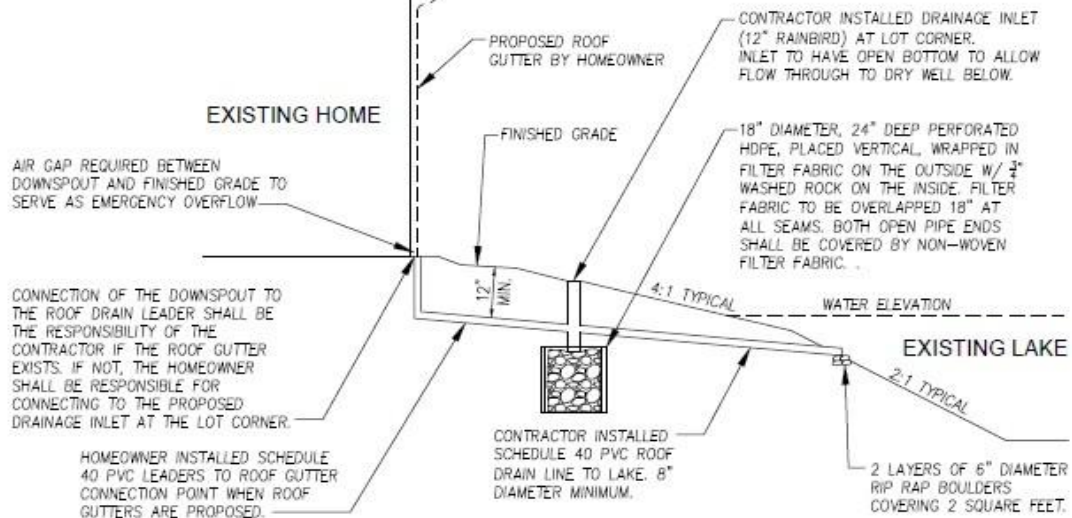 PROPOSED ROOF
GUTTER BY HOMEOWNER
CONTRACTOR INSTALLED DRAINAGE INLET
(12" RAINBIRD) AT LOT CORNER.
INLET TO HAVE OPEN BOTTOM TO ALLOW
FLOW THROUGH TO DRY WELL BELOW.
EXISTING HOME
FINISHED GRADE
18" DIAMETER, 24" DEEP PERFORATED
HDPE, PLACED VERTICAL, WRAPPED IN
FILTER FABRIC ON THE OUTSIDE W/ 3/4"
WASHED ROCK ON THE INSIDE. FILTER
FABRIC TO BE OVERLAPPED 18" AT
ALL SEAMS. BOTH OPEN PIPE ENDS
SHALL BE COVERED BY NON-WOVEN
FILTER FABRIC. .
AIR GAP REQUIRED BETWEEN
DOWNSPOUT AND FINISHED GRADE TO
SERVE AS EMERGENCY OVERFLOW
12"
MIN.
4:1 TYPICAL
WATER ELEVATION
EXISTING LAKE
2:1 TYPICAL
CONNECTION OF THE DOWNSPOUT TO
THE ROOF DRAIN LEADER SHALL BE
THE RESPONSIBILITY OF THE
CONTRACTOR IF THE ROOF GUTTER
EXISTS. IF NOT, THE HOMEOWNER
SHALL BE RESPONSIBLE FOR
CONNECTING TO THE PROPOSED
DRAINAGE INLET AT THE LOT CORNER.
HOMEOWNER INSTALLED SCHEDULE
40 PVC LEADERS TO ROOF GUTTER
CONNECTION POINT WHEN ROOF
GUTTERS ARE PROPOSED.
CONTRACTOR INSTALLED
SCHEDULE 40 PVC ROOF
DRAIN LINE TO LAKE. 8"
DIAMETER MINIMUM.
2 LAYERS OF 6" DIAMETER
RIP RAP BOULDERS
COVERING 2 SQUARE FEET.